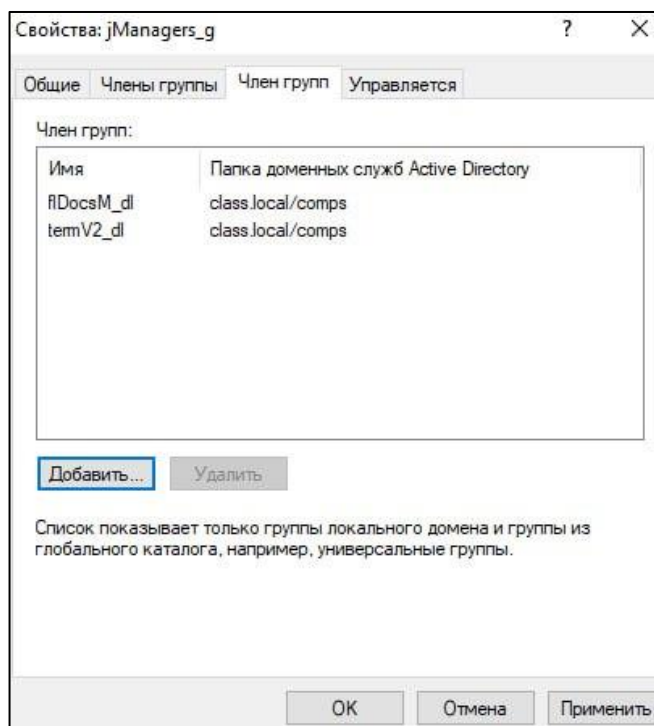 Свойства: jManagers_g ? ×
Общие Члены группы Член групп Управляется
Член групп:
Имя Папка доменных служб Active Directory
flDocsM_dl class.local/comps
termV2_dl class.local/comps
Добавить... Удалить
Список показывает только группы локального домена и группы из
глобального каталога, например, универсальные группы.
OK Отмена Применить